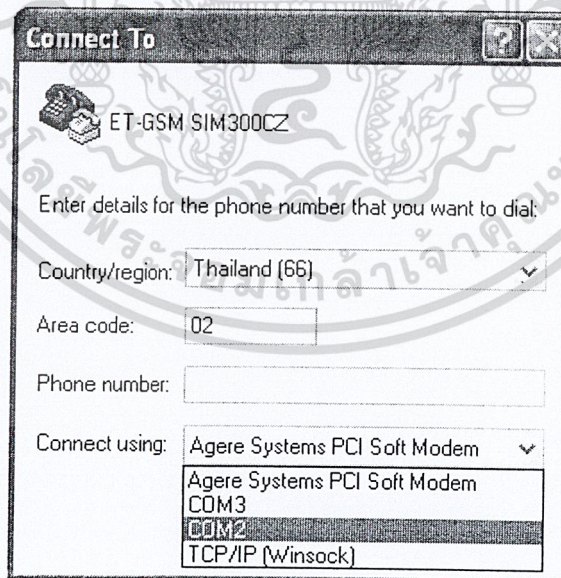 Connect To
ET-GSM SIM300CZ
Enter details for the phone number that you want to dial:
Country/region: Thailand (66)
Area code: 02
Phone number:
Connect using: Agere Systems PCI Soft Modem
Agere Systems PCI Soft Modem
COM3
COM2
TCP/IP (Winsock)